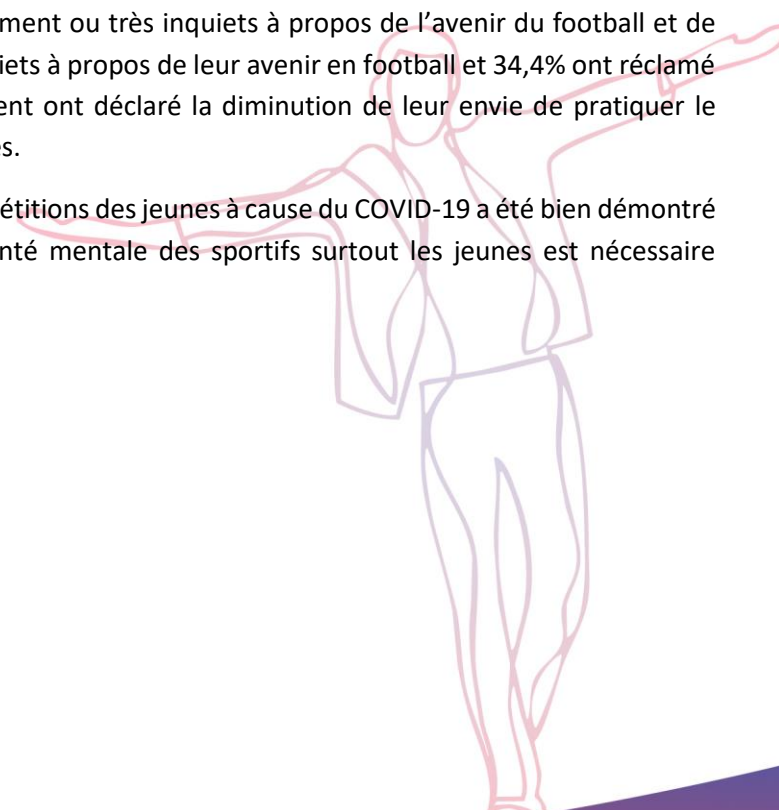 ment ou très inquiets à propos de l’avenir du football et de
iets à propos de leur avenir en football et 34,4% ont réclamé
ent ont déclaré la diminution de leur envie de pratiquer le
es.
étitions des jeunes à cause du COVID-19 a été bien démontré
nté mentale des sportifs surtout les jeunes est nécessaire